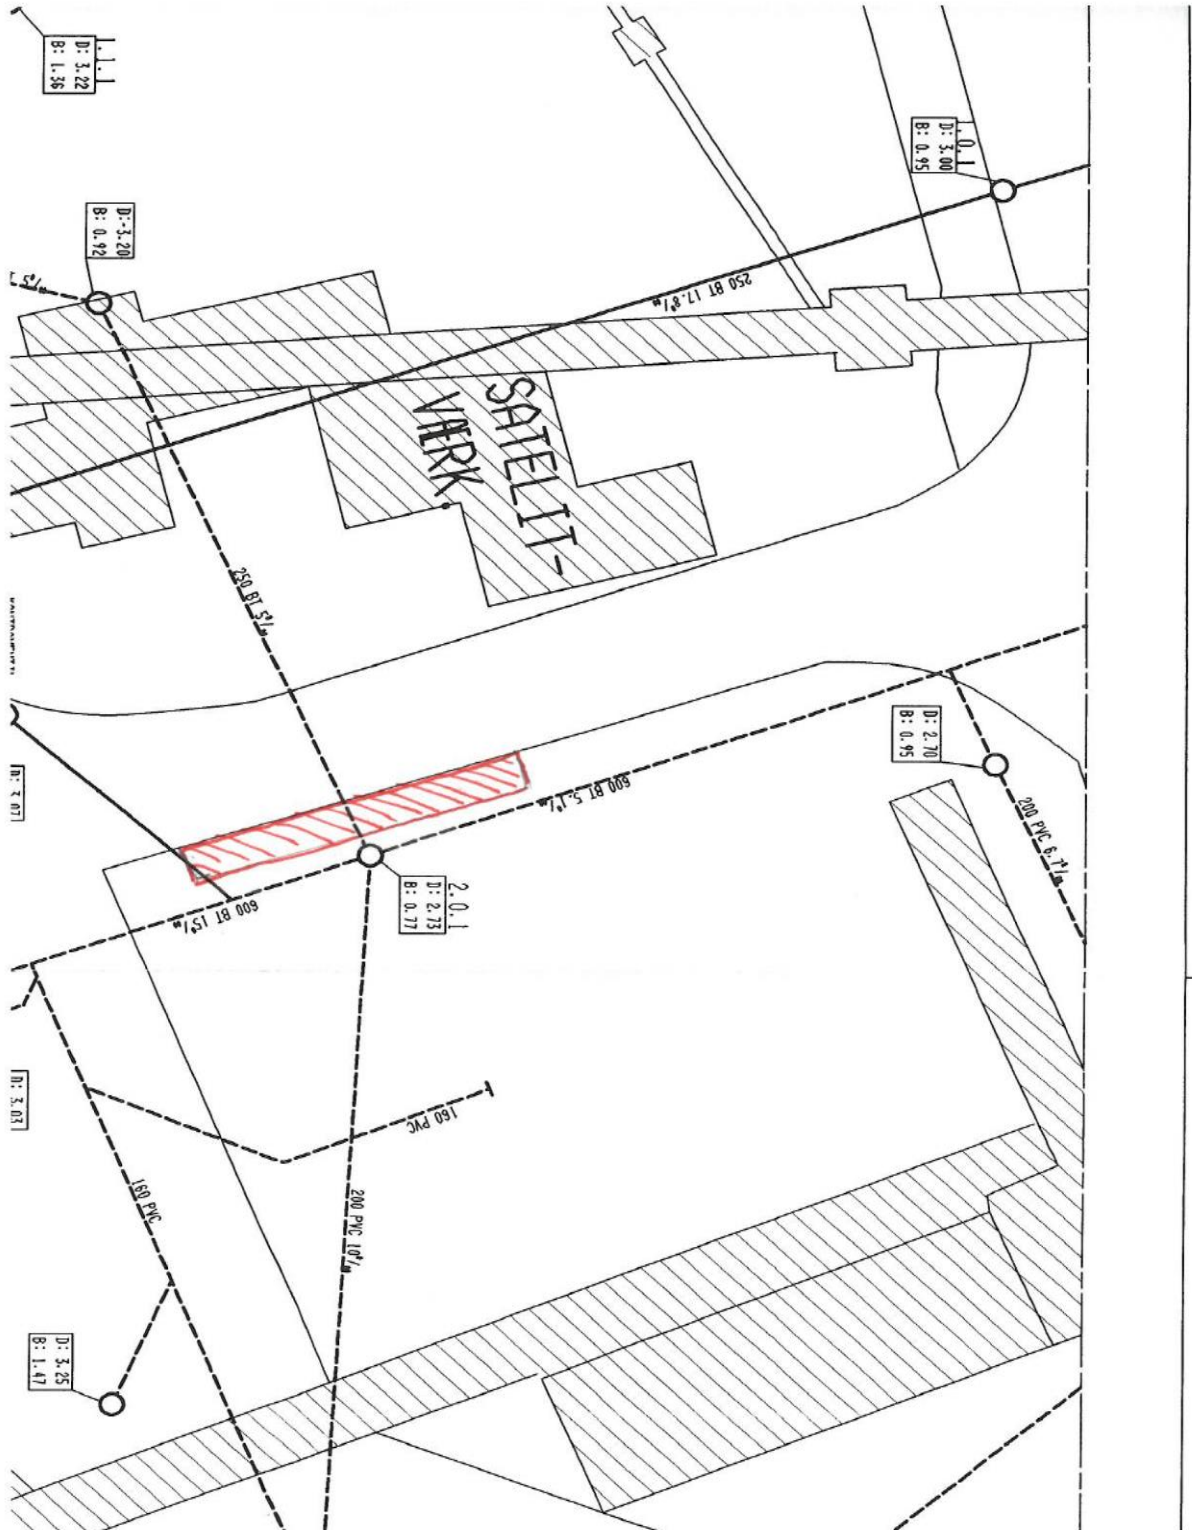 1.1.1
D: 3.22
B: 1.36
1.0.1
D: 3.00
B: 0.95
D:-3.20
B: 0.92
250 BT 17.8‰
SATELIT-
VÆRK.
250 BT 5‰
D: 2.70
B: 0.95
600 BT 5.1‰
200 PVC 6.7‰
D: 3.07
2.0.1
D: 2.73
B: 0.77
600 BT 15‰
D: 3.03
160 PVC
160 PVC
200 PVC 10‰
D: 3.25
B: 1.47